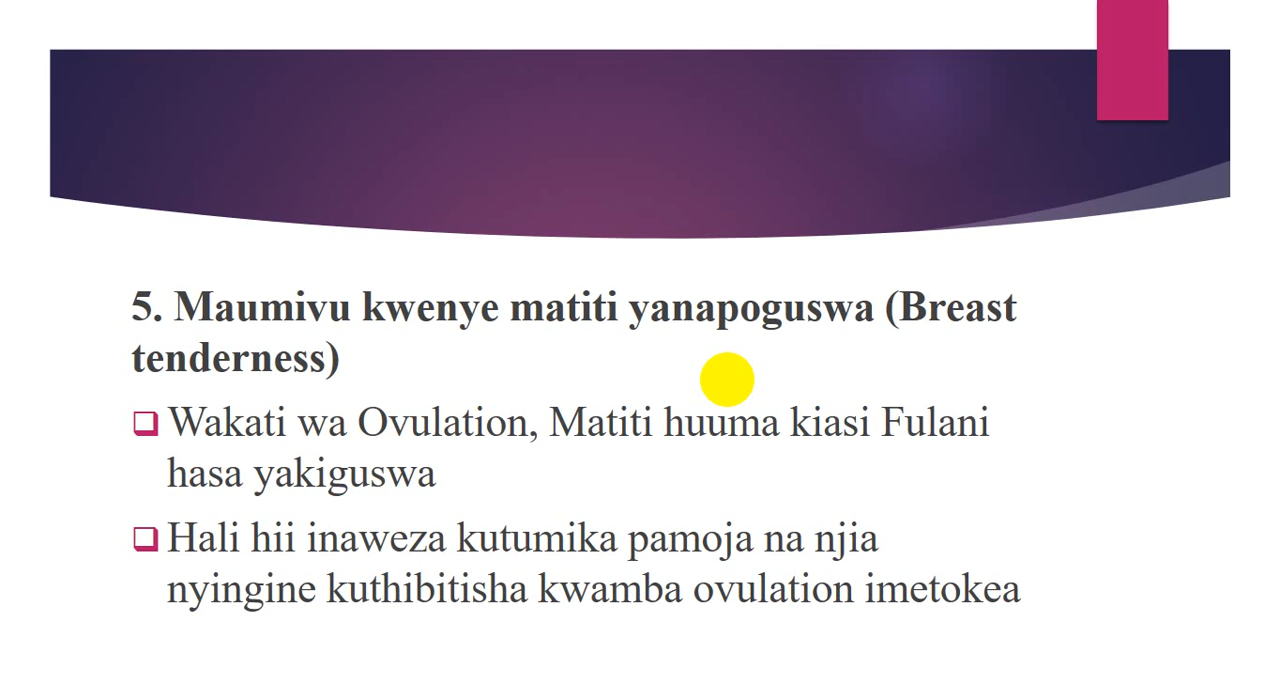 5. Maumivu kwenye matiti yanapoguswa (Breast
tenderness)
Wakati wa Ovulation, Matiti huuma kiasi Fulani
hasa yakiguswa
Hali hii inaweza kutumika pamoja na njia
nyingine kuthibitisha kwamba ovulation imetokea